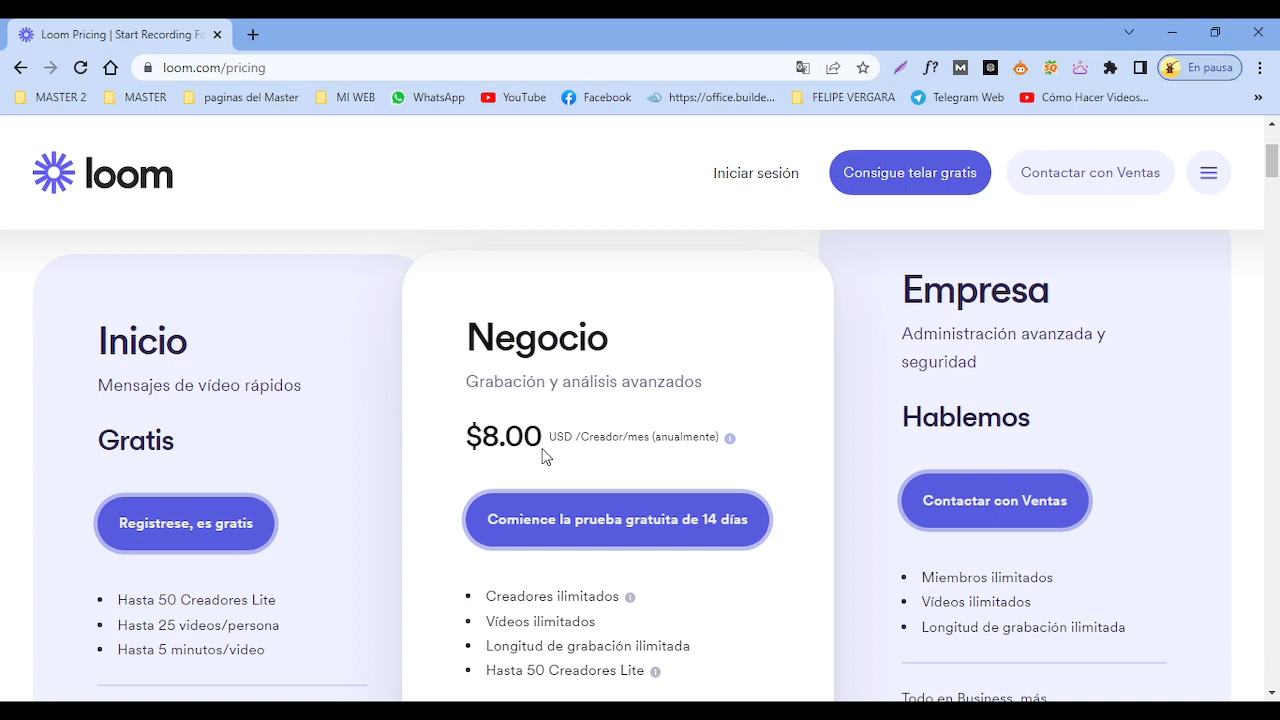 Loom Pricing | Start Recording Fo
loom.com/pricing
En pausa
MASTER 2
MASTER
paginas del Master
MI WEB
WhatsApp
YouTube
Facebook
https://office.builde...
FELIPE VERGARA
Telegram Web
Cómo Hacer Videos...
loom
Iniciar sesión
Consigue telar gratis
Contactar con Ventas
Inicio
Mensajes de vídeo rápidos
Gratis
Registrese, es gratis
Hasta 50 Creadores Lite
Hasta 25 videos/persona
Hasta 5 minutos/video
Negocio
Grabación y análisis avanzados
$8.00 USD /Creador/mes (anualmente)
Comience la prueba gratuita de 14 días
Creadores ilimitados
Vídeos ilimitados
Longitud de grabación ilimitada
Hasta 50 Creadores Lite
Empresa
Administración avanzada y
seguridad
Hablemos
Contactar con Ventas
Miembros ilimitados
Vídeos ilimitados
Longitud de grabación ilimitada
Todo en Business, más